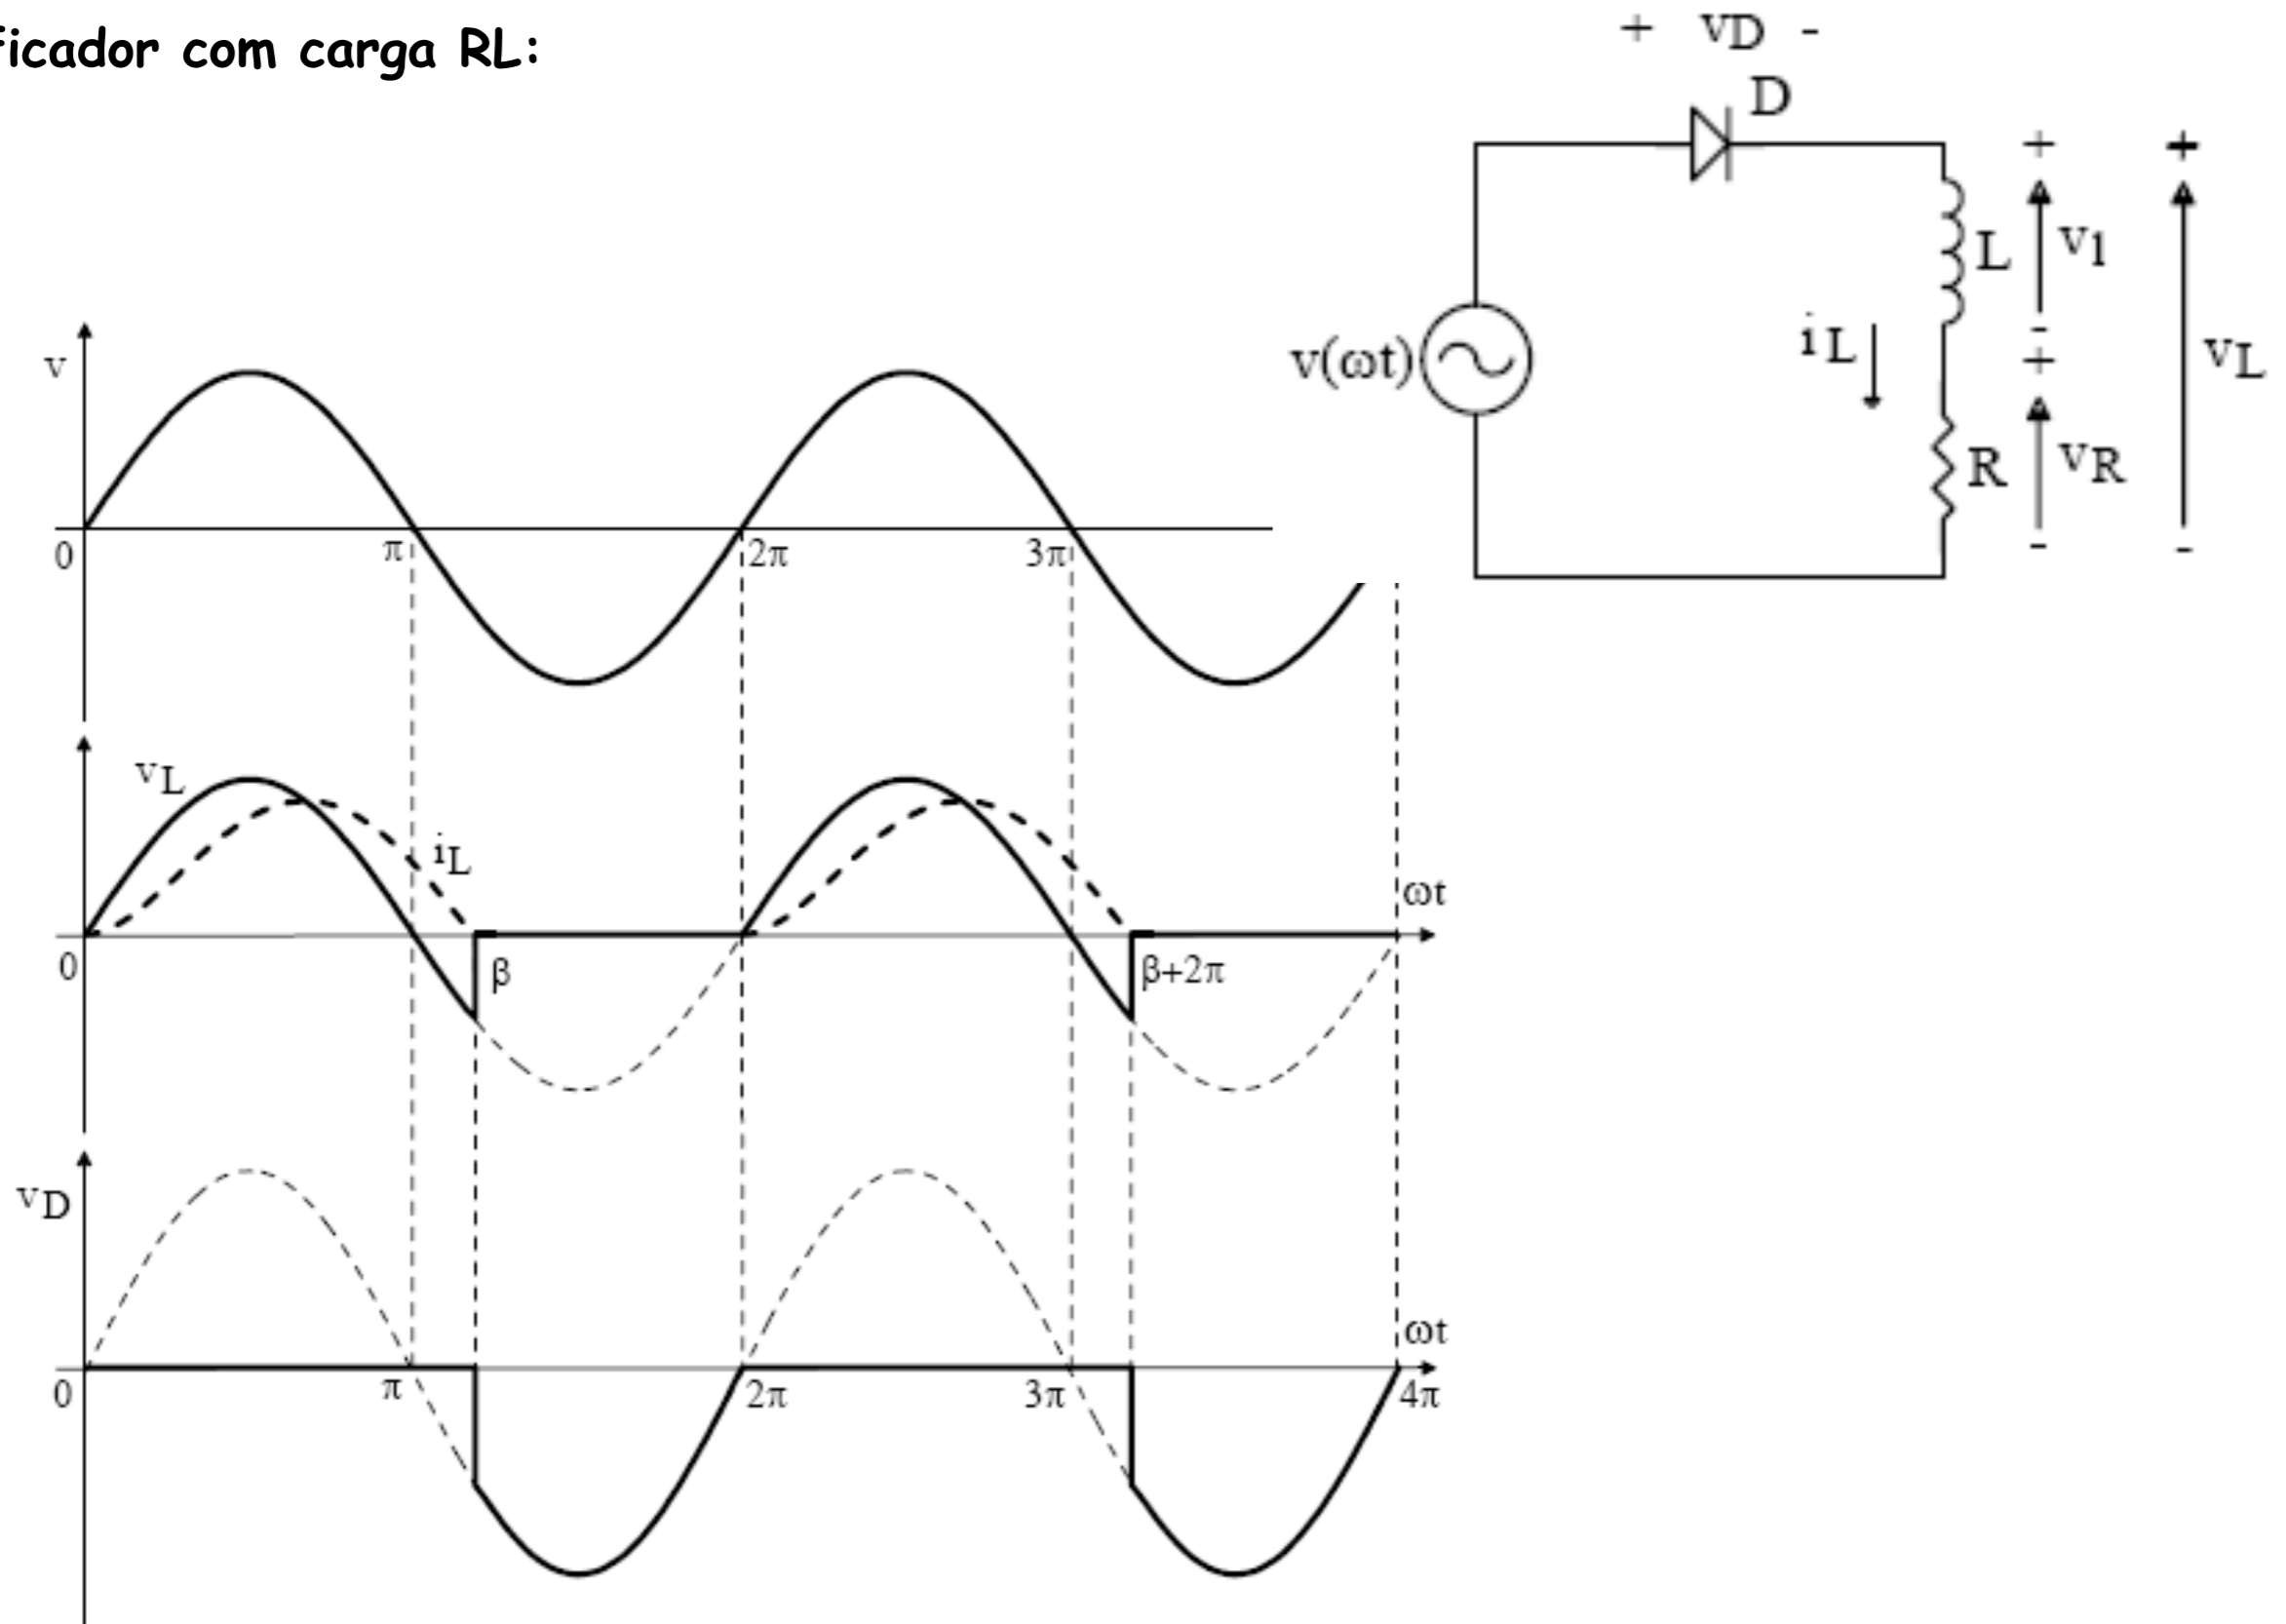 ficador com carga RL:
+ vD -
D
+ +
L v1
-
v(ωt) iL + vL
R vR
- -
v
0 π 2π 3π
vL
iL
ωt
0 β β+2π
vD
ωt
0 π 2π 3π 4π